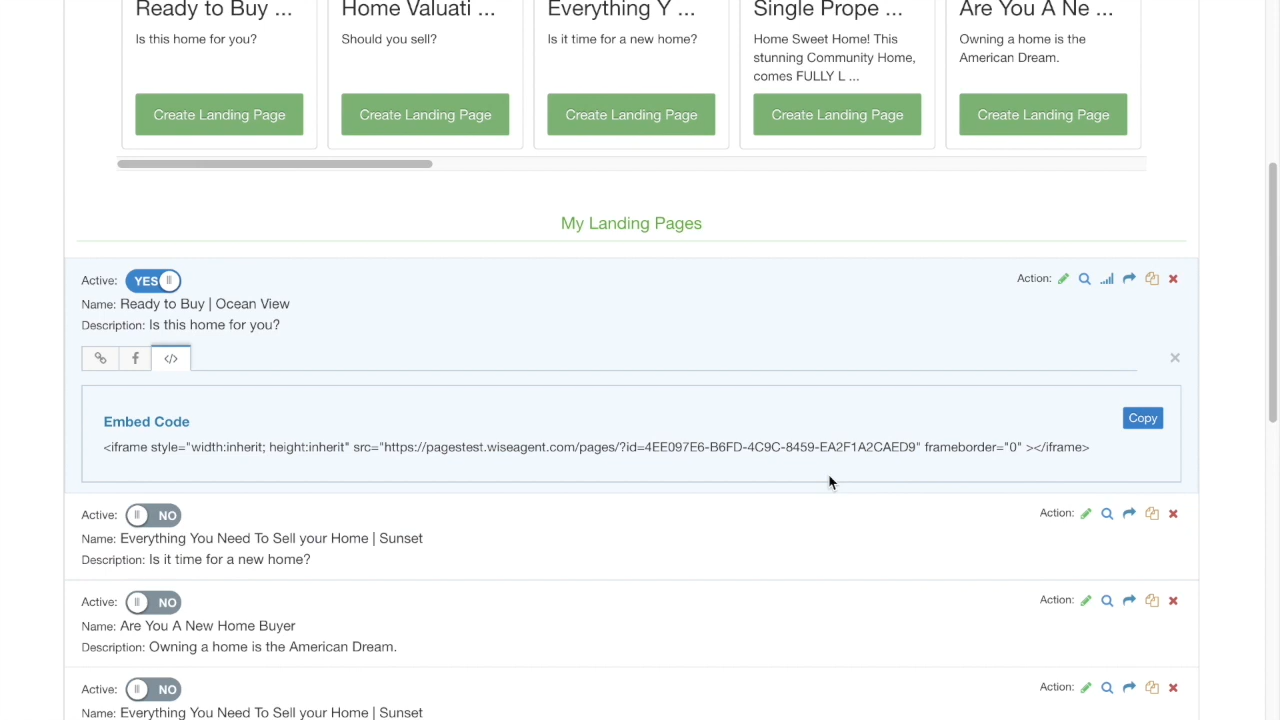 Ready to Buy ...
Home Valuati ...
Everything Y ...
Single Prope ...
Are You A Ne ...
Is this home for you?
Should you sell?
Is it time for a new home?
Home Sweet Home! This
stunning Community Home,
comes FULLY L ...
Owning a home is the
American Dream.
Create Landing Page
Create Landing Page
Create Landing Page
Create Landing Page
Create Landing Page
My Landing Pages
Active: YES
Action:
Name: Ready to Buy | Ocean View
Description: Is this home for you?
Embed Code
Copy
<iframe style="width:inherit; height:inherit" src="https://pagestest.wiseagent.com/pages/?id=4EE097E6-B6FD-4C9C-8459-EA2F1A2CAED9" frameborder="0" ></iframe>
Active: NO
Action:
Name: Everything You Need To Sell your Home | Sunset
Description: Is it time for a new home?
Active: NO
Action:
Name: Are You A New Home Buyer
Description: Owning a home is the American Dream.
Active: NO
Action:
Name: Everything You Need To Sell your Home | Sunset